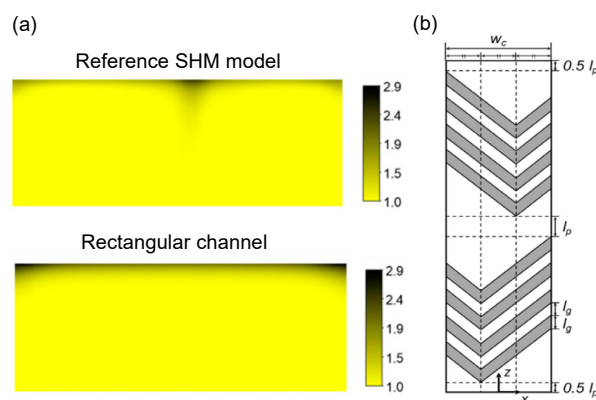 (a)
Reference SHM model
2.9
2.4
1.9
1.5
1.0
Rectangular channel
2.9
2.4
1.9
1.5
1.0
(b)
w_c
0.5 l_p
l_p
l_g
l_g
z
x
0.5 l_p